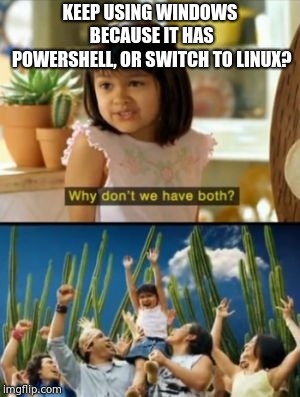 KEEP USING WINDOWS
BECAUSE IT HAS
POWERSHELL, OR SWITCH TO LINUX?
Why don't we have both?
imgflip.com